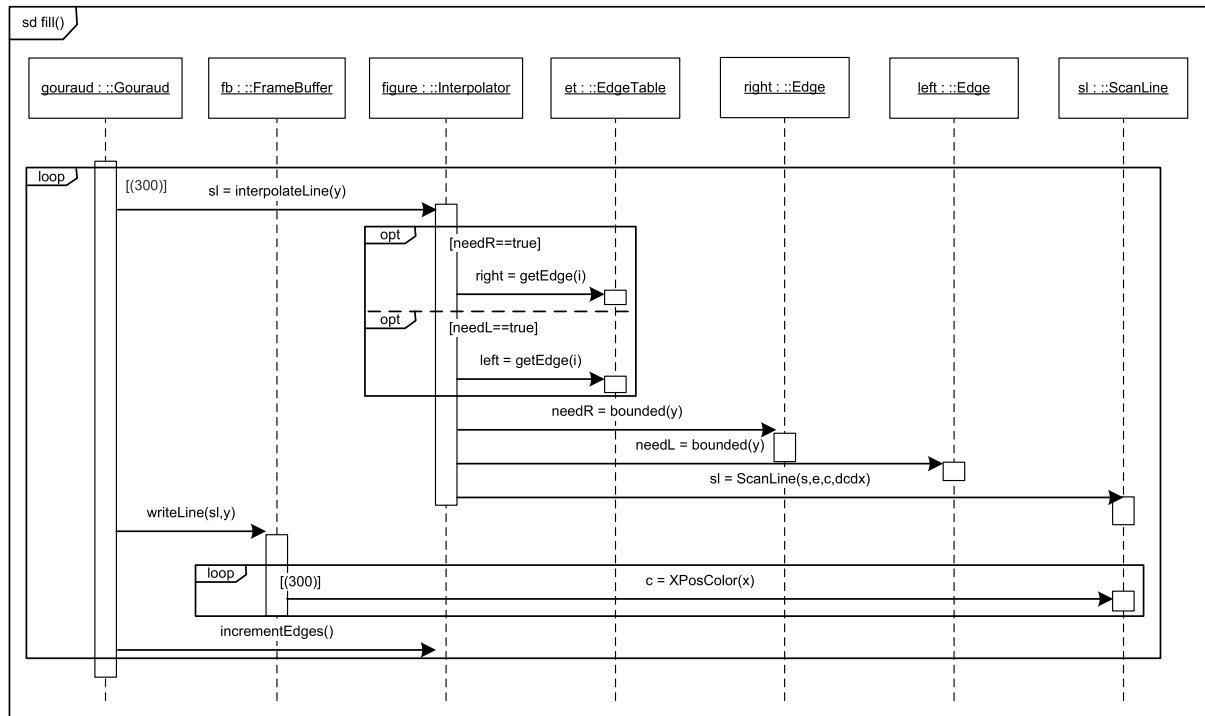 sd fill()
gouraud : ::Gouraud
fb : ::FrameBuffer
figure : ::Interpolator
et : ::EdgeTable
right : ::Edge
left : ::Edge
sl : ::ScanLine
loop
[(300)]
sl = interpolateLine(y)
opt
[needR==true]
right = getEdge(i)
opt
[needL==true]
left = getEdge(i)
needR = bounded(y)
needL = bounded(y)
sl = ScanLine(s,e,c,dcdx)
writeLine(sl,y)
loop
[(300)]
c = XPosColor(x)
incrementEdges()